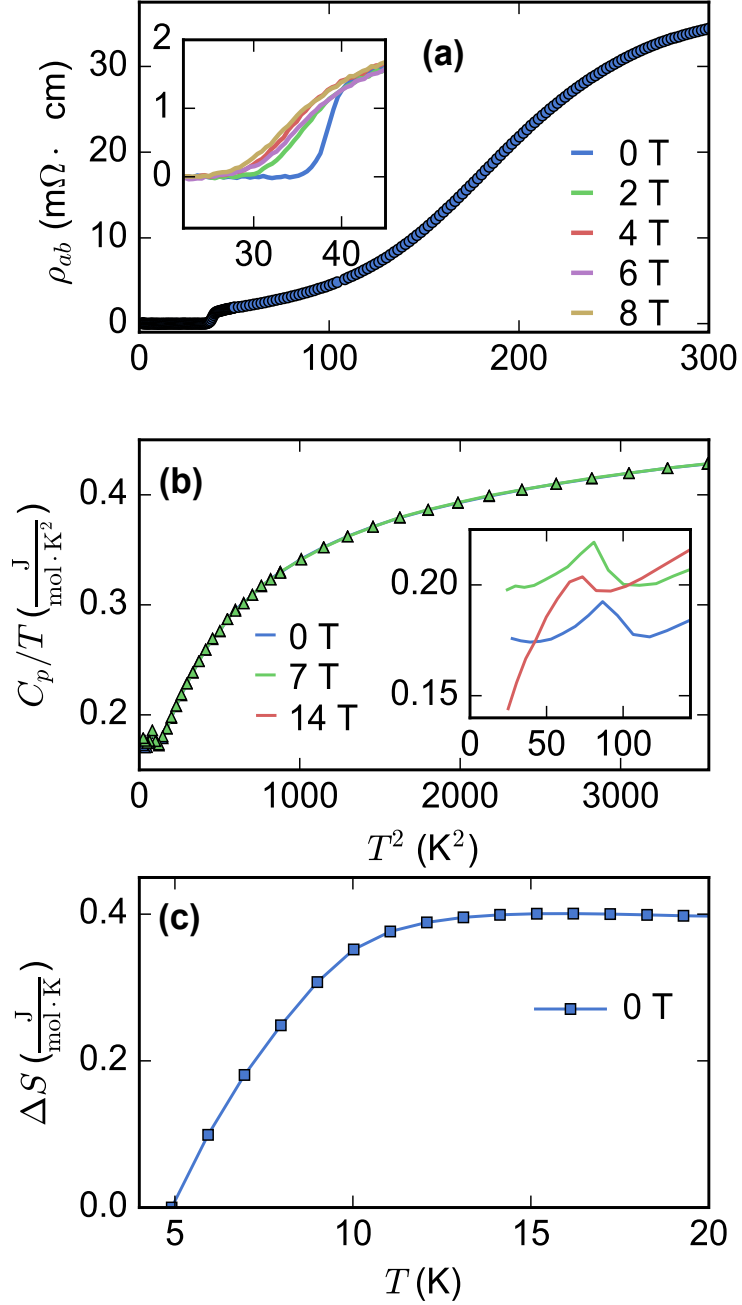 (a)
ρ_ab (mΩ · cm)
35
30
20
10
0
0 100 200 300
2
1
0
30 40
0 T
2 T
4 T
6 T
8 T
(b)
C_p/T (J/mol·K²)
0.4
0.3
0.2
0 1000 2000 3000
T² (K²)
0 T
7 T
14 T
0.20
0.15
0 50 100
(c)
ΔS (J/mol·K)
0.4
0.2
0.0
5 10 15 20
T (K)
0 T